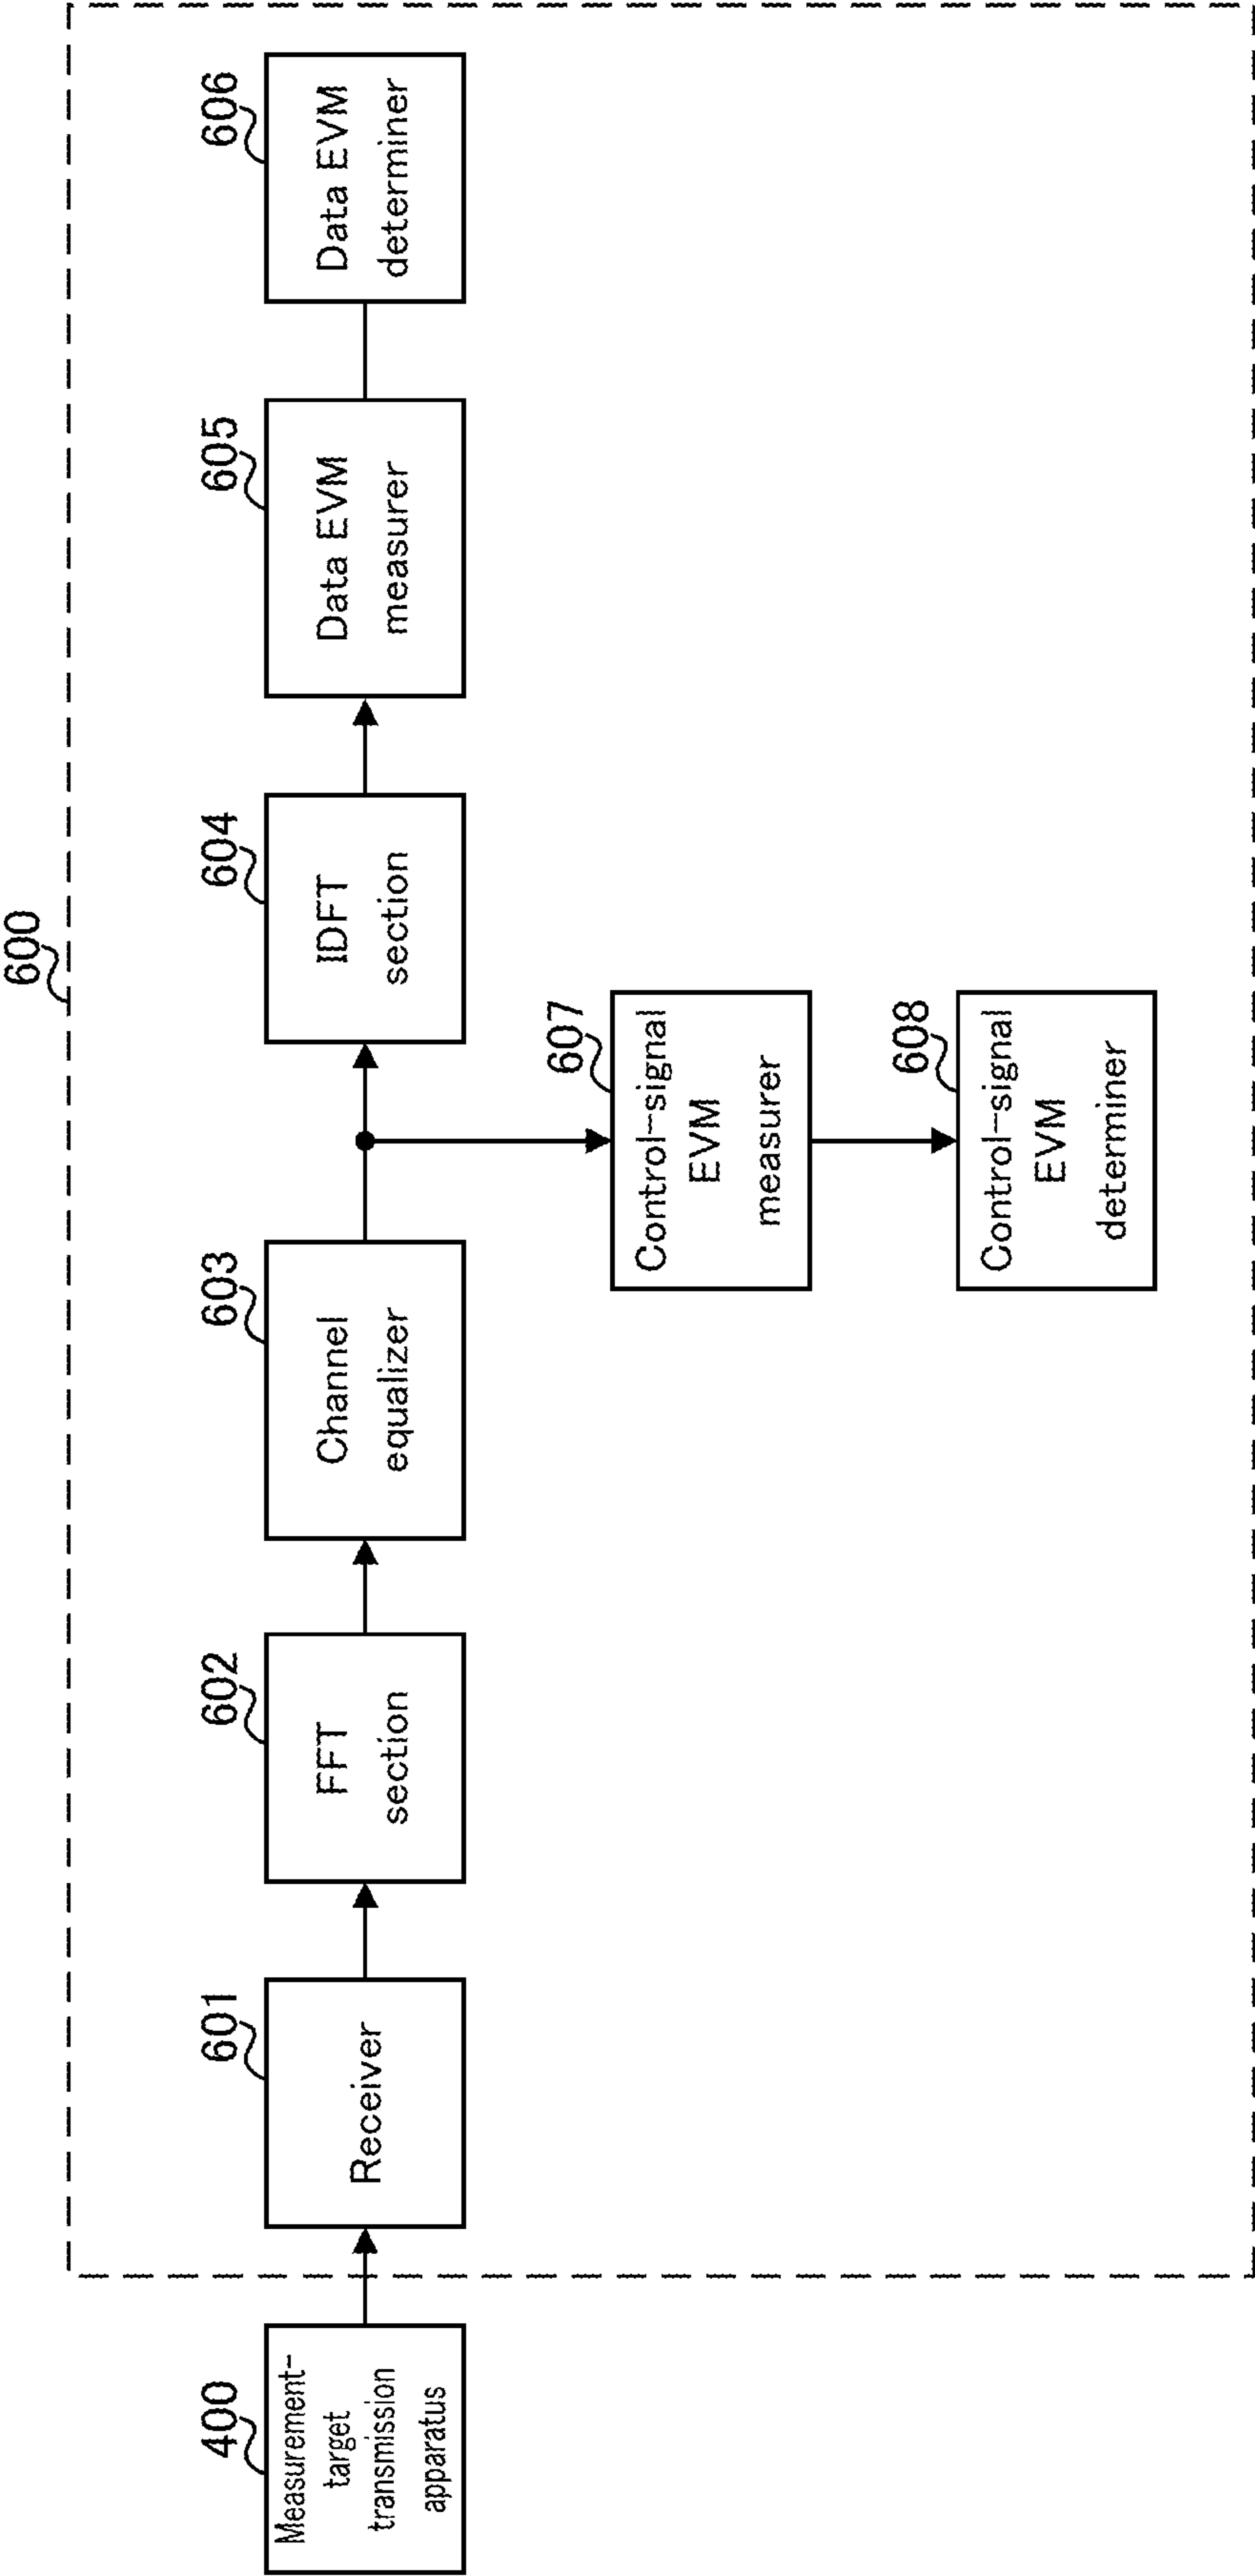 600
400
Measurement-
target
transmission
apparatus
601
Receiver
602
FFT
section
603
Channel
equalizer
604
IDFT
section
605
Data EVM
measurer
606
Data EVM
determiner
607
Control-signal
EVM
measurer
608
Control-signal
EVM
determiner